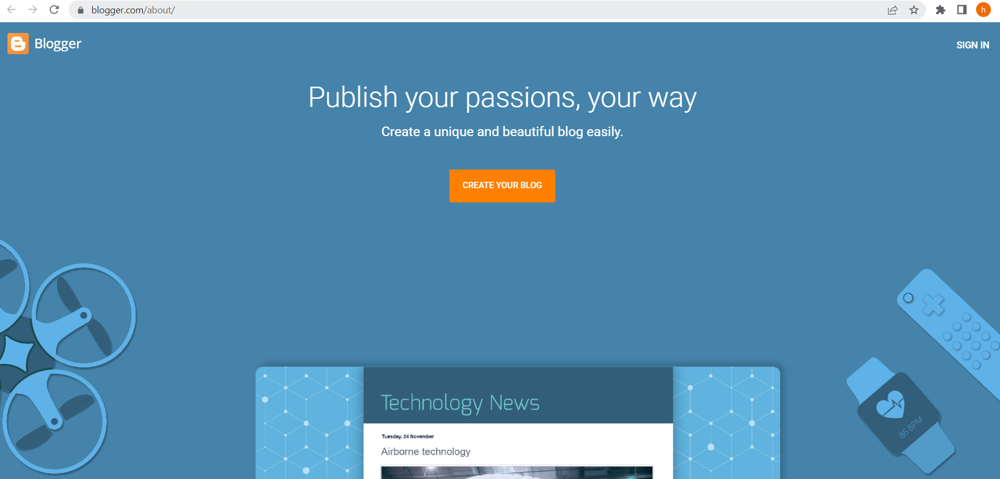 blogger.com/about/
h
Blogger
SIGN IN
Publish your passions, your way
Create a unique and beautiful blog easily.
CREATE YOUR BLOG
Technology News
Tuesday, 24 November
Airborne technology
85 BPM